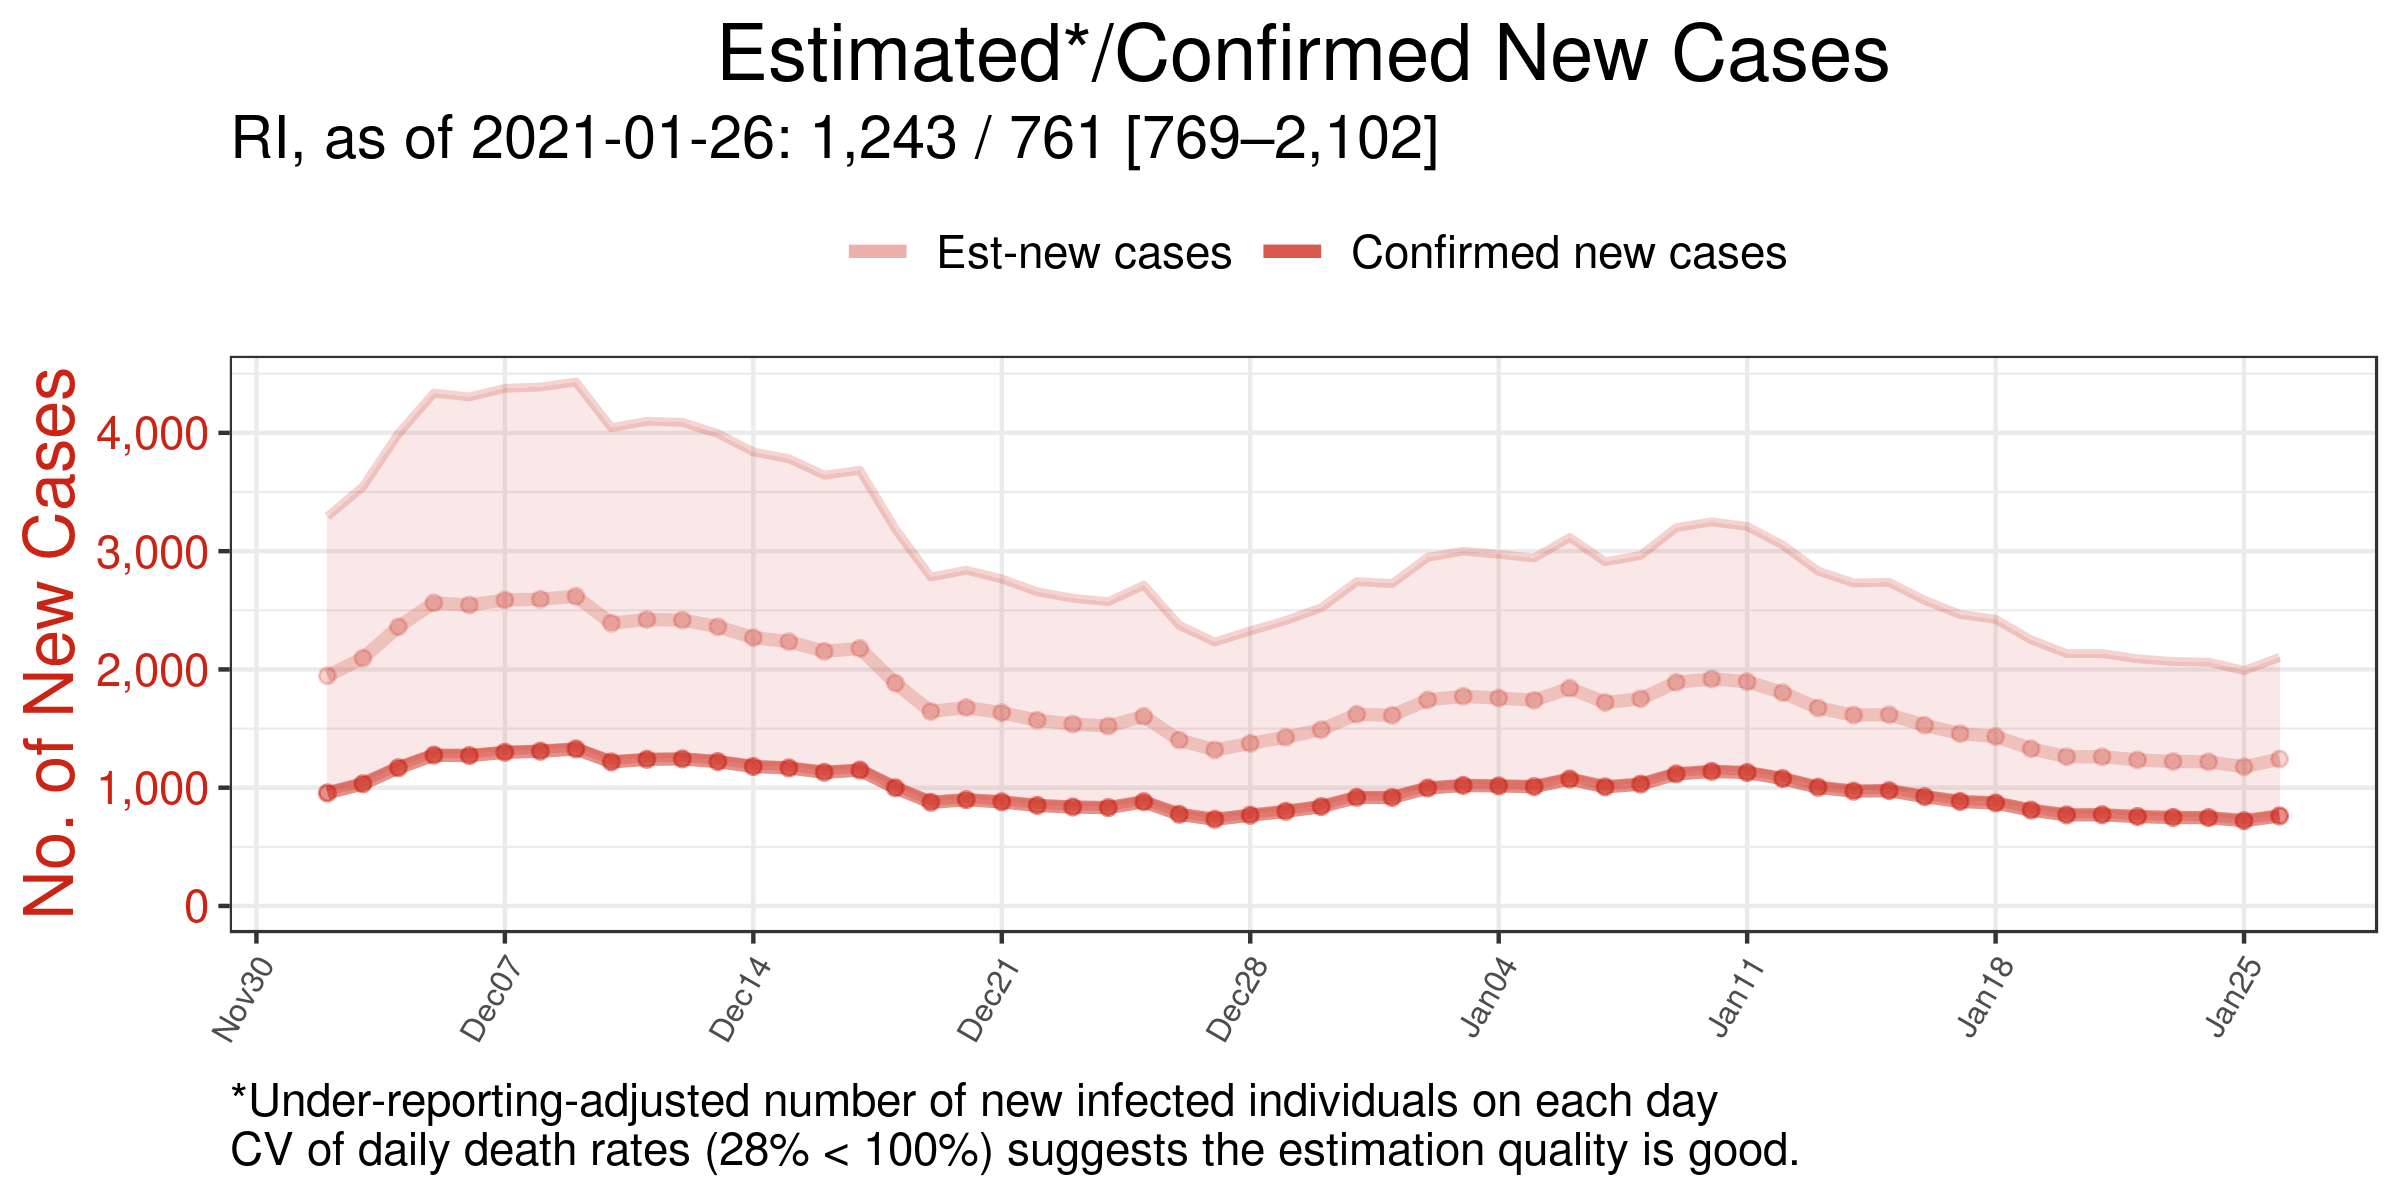 Estimated*/Confirmed New Cases
RI, as of 2021-01-26: 1,243 / 761 [769–2,102]
Est-new cases
Confirmed new cases
No. of New Cases
4,000
3,000
2,000
1,000
0
Nov30
Dec07
Dec14
Dec21
Dec28
Jan04
Jan11
Jan18
Jan25
*Under-reporting-adjusted number of new infected individuals on each day
CV of daily death rates (28% < 100%) suggests the estimation quality is good.